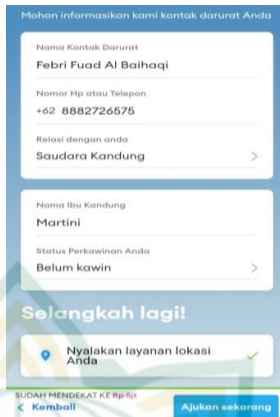 Mohon informasikan kami kontak darurat Anda
Nama Kontak Darurat
Febri Fuad Al Baihaqi
Nomor Hp atau Telepon
+62 8882726575
Relasi dengan anda
Saudara Kandung
Nama Ibu Kandung
Martini
Status Perkawinan Anda
Belum kawin
Selangkah lagi!
Nyalakan layanan lokasi
Anda
SUDAH MENDEKAT KE Rp 5jt
< Kembali
Ajukan sekarang